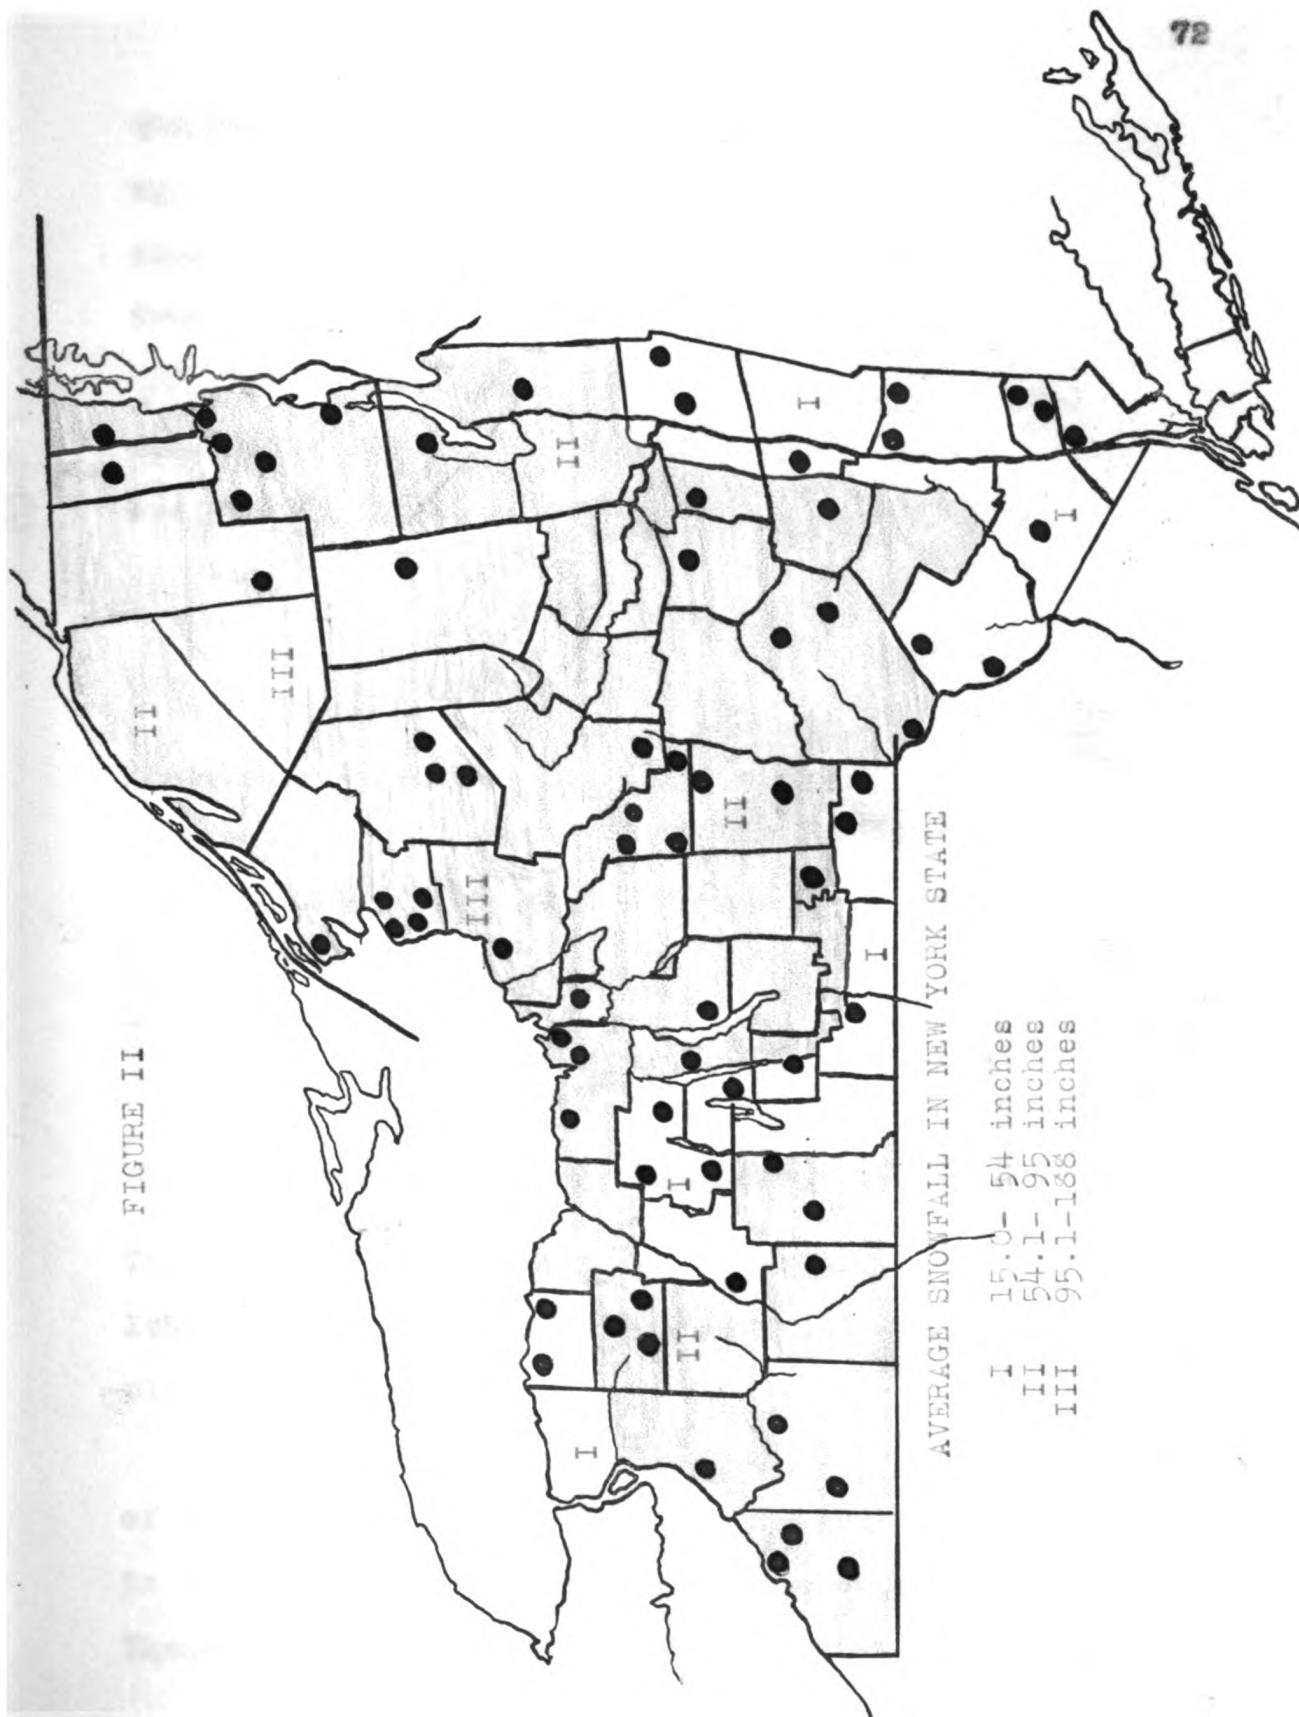 72
FIGURE II
II
III
II
I
III
II
I
I
I
II
I
I
AVERAGE SNOWFALL IN NEW YORK STATE
I 15.0- 54 inches
II 54.1- 95 inches
III 95.1-188 inches